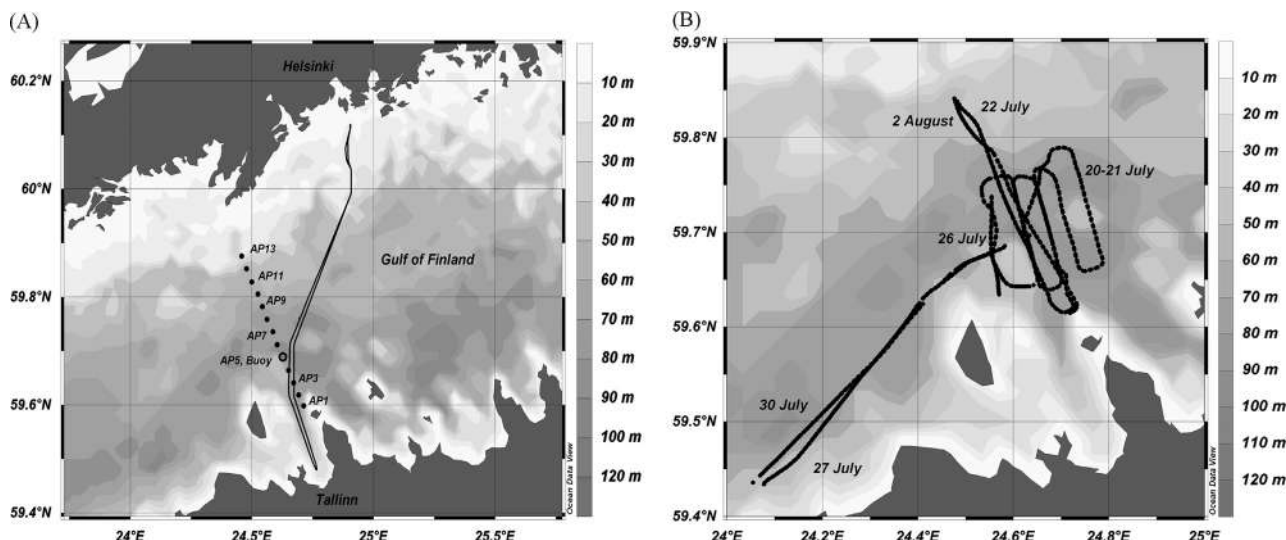 (A)
60.2°N
60°N
59.8°N
59.6°N
59.4°N
24°E
24.5°E
25°E
25.5°E
Helsinki
Gulf of Finland
AP13
AP11
AP9
AP7
AP5, Buoy
AP3
AP1
Tallinn
10 m
20 m
30 m
40 m
50 m
60 m
70 m
80 m
90 m
100 m
110 m
120 m
Ocean Data View
(B)
59.9°N
59.8°N
59.7°N
59.6°N
59.5°N
59.4°N
24°E
24.2°E
24.4°E
24.6°E
24.8°E
25°E
22 July
2 August
20-21 July
26 July
30 July
27 July
10 m
20 m
30 m
40 m
50 m
60 m
70 m
80 m
90 m
100 m
110 m
120 m
Ocean Data View